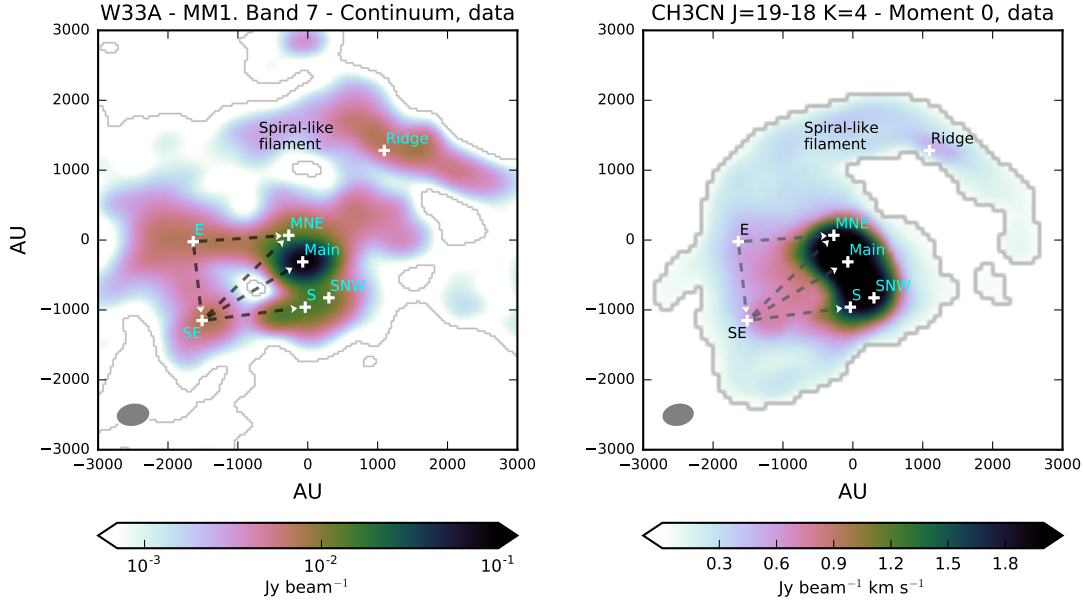 W33A - MM1. Band 7 - Continuum, data
3000
2000
1000
0
−1000
−2000
−3000
AU
Spiral-like
filament
Ridge
E
MNE
Main
SNW
S
SE
−3000 −2000 −1000 0 1000 2000 3000
AU
10⁻³ 10⁻² 10⁻¹
Jy beam⁻¹
CH3CN J=19-18 K=4 - Moment 0, data
3000
2000
1000
0
−1000
−2000
−3000
Spiral-like
filament
Ridge
E
MNE
Main
SNW
S
SE
−3000 −2000 −1000 0 1000 2000 3000
AU
0.3 0.6 0.9 1.2 1.5 1.8
Jy beam⁻¹ km s⁻¹